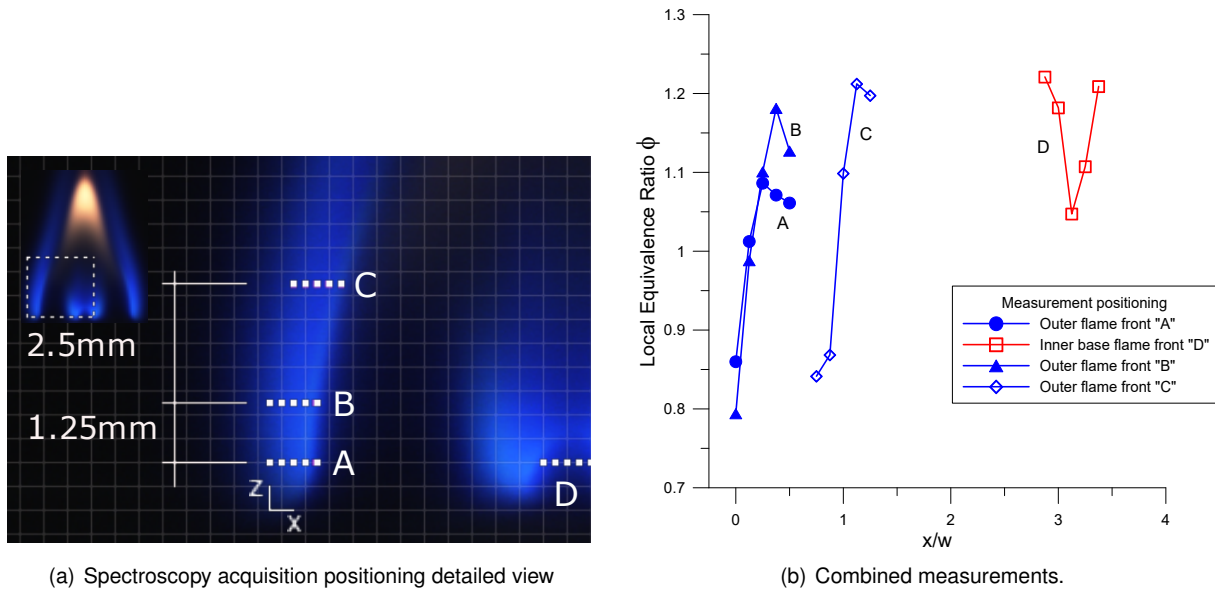 2.5mm
1.25mm
C
B
A
D
Z
X
(a) Spectroscopy acquisition positioning detailed view
1.3
1.2
1.1
1
0.9
0.8
0.7
Local Equivalence Ratio ϕ
B
A
C
D
Measurement positioning
Outer flame front "A"
Inner base flame front "D"
Outer flame front "B"
Outer flame front "C"
0 1 2 3 4
x/w
(b) Combined measurements.